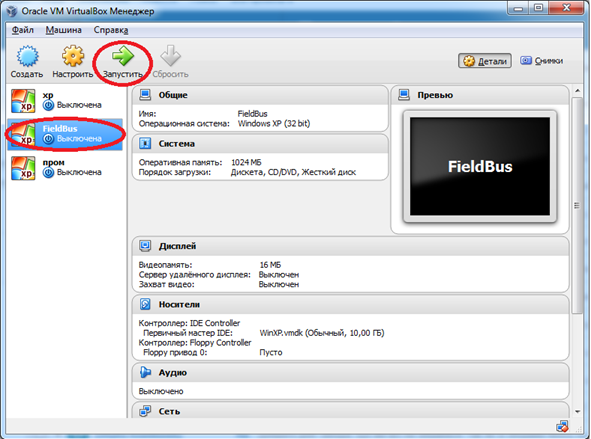 Oracle VM VirtualBox Менеджер
Файл Машина Справка
Создать Настроить Запустить Сбросить
Детали Снимки
xp
Выключена
FieldBus
Выключена
пром
Выключена
Общие
Имя: FieldBus
Операционная система: Windows XP (32 bit)
Система
Оперативная память: 1024 МБ
Порядок загрузки: Дискета, CD/DVD, Жесткий диск
Превью
FieldBus
Дисплей
Видеопамять: 16 МБ
Сервер удалённого дисплея: Выключен
Захват видео: Выключен
Носители
Контроллер: IDE Controller
Первичный мастер IDE: WinXP.vmdk (Обычный, 10,00 ГБ)
Контроллер: Floppy Controller
Floppy привод 0: Пусто
Аудио
Выключено
Сеть